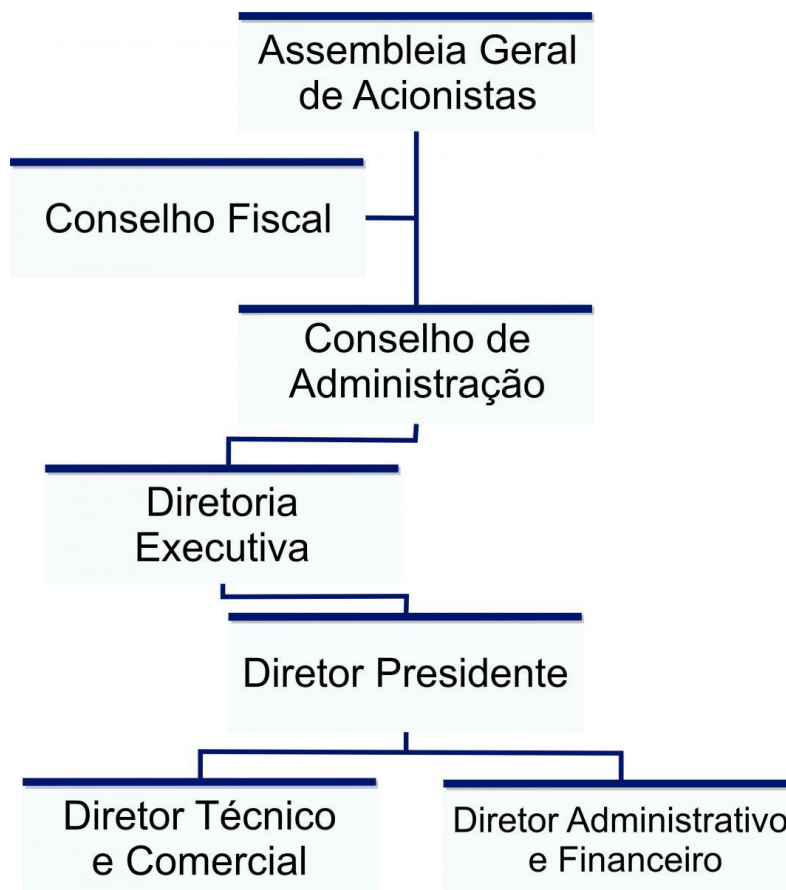 Assembleia Geral
de Acionistas
Conselho Fiscal
Conselho de
Administração
Diretoria
Executiva
Diretor Presidente
Diretor Técnico
e Comercial
Diretor Administrativo
e Financeiro